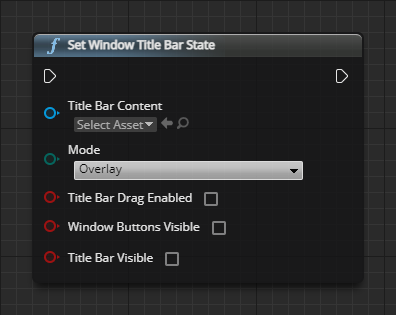 Set Window Title Bar State
Title Bar Content
Select Asset
Mode
Overlay
Title Bar Drag Enabled
Window Buttons Visible
Title Bar Visible